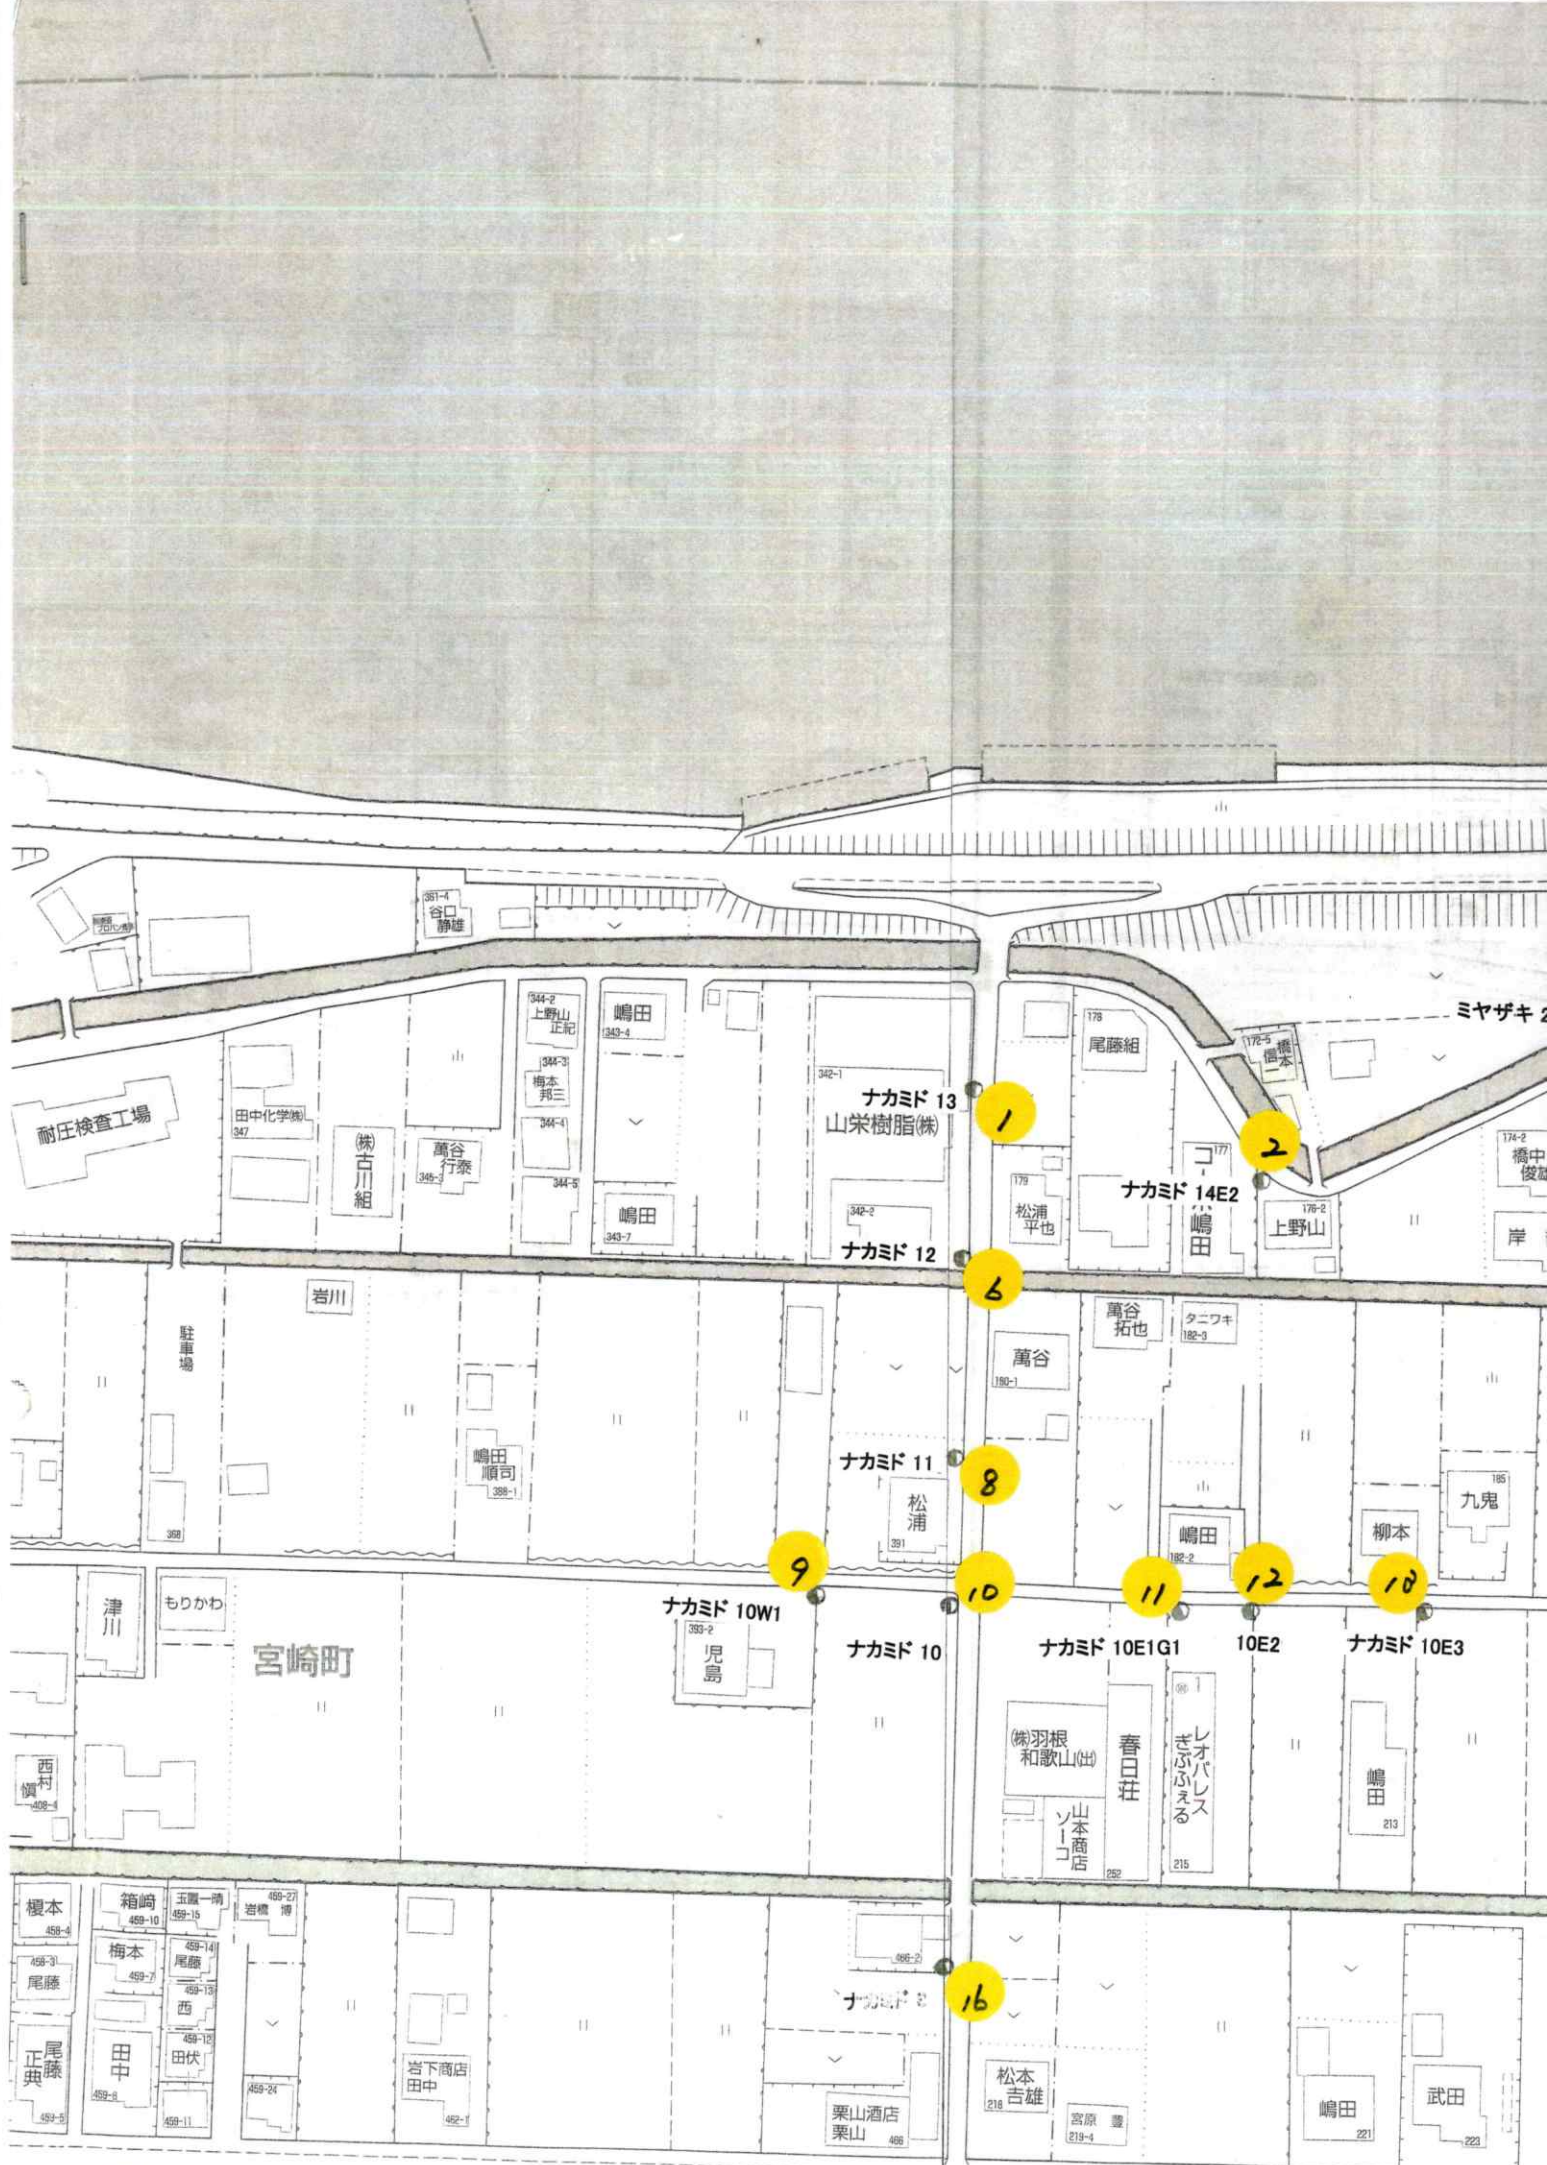 361-4
谷口
静雄
344-2
上野山
正紀
嶋田
343-4
178
尾藤組
172-5
橋本
信一
ミヤザキ 2
耐圧検査工場
田中化学㈱
347
㈱古川組
萬谷
行泰
345-3
344-3
梅本
邦三
344-4
344-5
嶋田
343-7
342-1
ナカミド 13
山栄樹脂㈱
1
342-2
179
松浦
平也
177
嶋田
2
ナカミド 14E2
176-2
上野山
174-2
橋中
俊雄
岸
ナカミド 12
6
岩川
駐車場
萬谷
拓也
タニワキ
182-3
萬谷
180-1
嶋田
順司
388-1
368
ナカミド 11
8
松浦
391
嶋田
182-2
柳本
185
九鬼
9
10
11
12
13
津川
もりかわ
宮崎町
ナカミド 10W1
ナカミド 10
ナカミド 10E1G1
10E2
ナカミド 10E3
393-2
児島
㈱羽根
和歌山㈽
春日荘
252
レオパレス
きぶふぇる
215
山本商店
ソーコ
嶋田
213
西村
愼一
408-4
榎本
458-4
箱崎
459-10
玉置一晴
459-15
459-27
岩橋 博
458-3
尾藤
梅本
459-7
459-14
尾藤
459-13
西
459-12
田伏
尾藤
正典
459-5
田中
459-8
459-11
459-24
466-2
16
岩下商店
田中
462-1
栗山酒店
栗山
466
松本
吉雄
218
宮原 豊
219-4
嶋田
221
武田
223